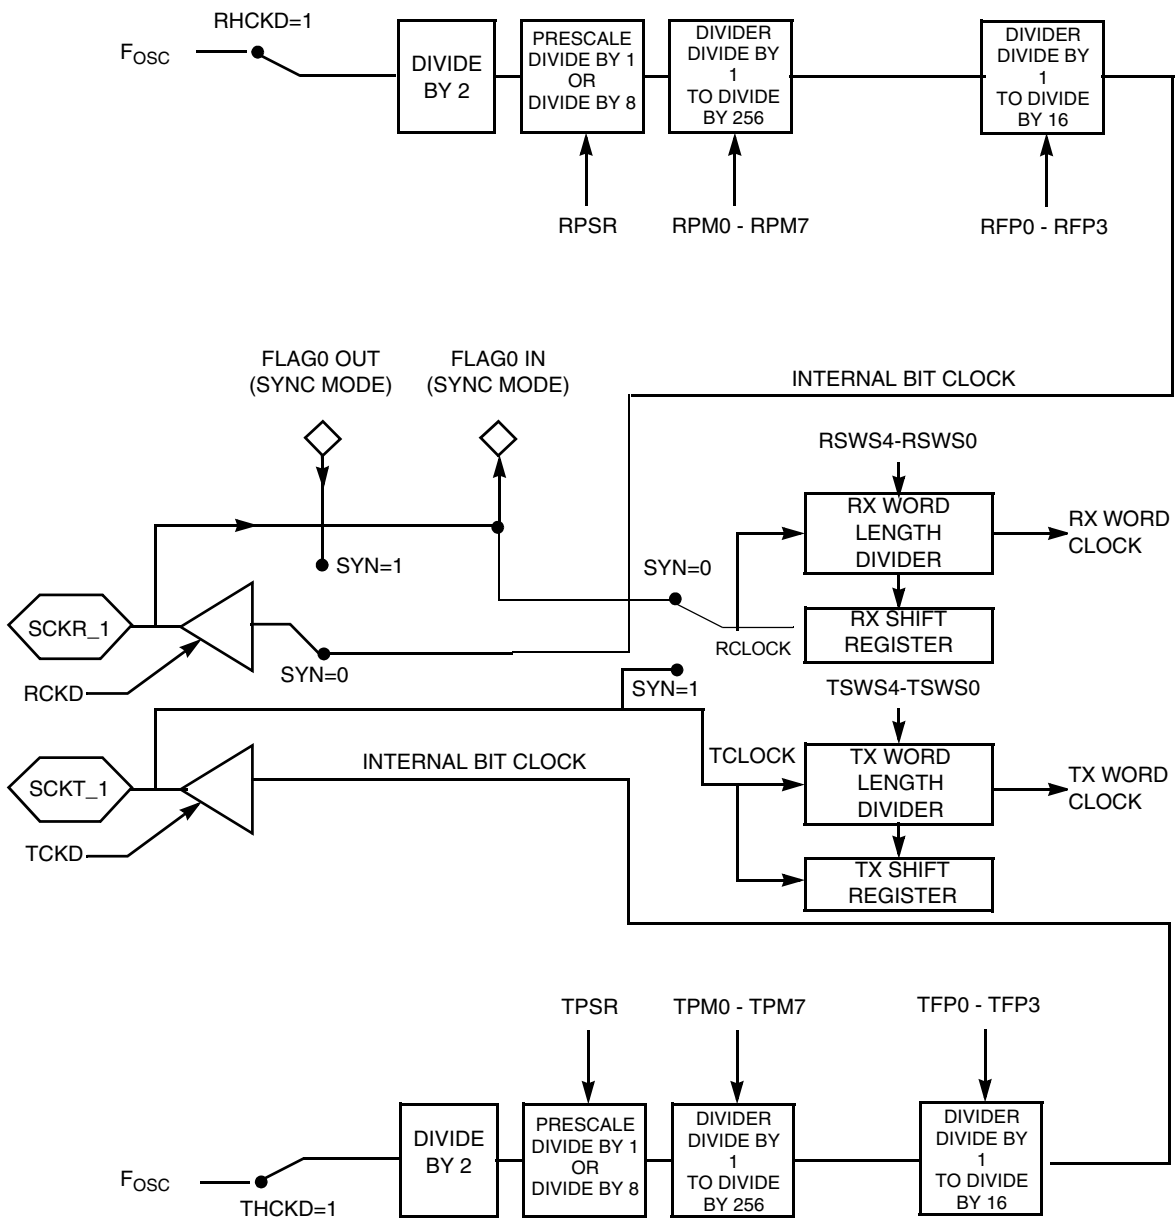 RHCKD=1
FOSC
DIVIDE
BY 2
PRESCALE
DIVIDE BY 1
OR
DIVIDE BY 8
DIVIDER
DIVIDE BY
1
TO DIVIDE
BY 256
DIVIDER
DIVIDE BY
1
TO DIVIDE
BY 16
RPSR
RPM0 - RPM7
RFP0 - RFP3
FLAG0 OUT
(SYNC MODE)
FLAG0 IN
(SYNC MODE)
INTERNAL BIT CLOCK
RSWS4-RSWS0
RX WORD
LENGTH
DIVIDER
RX WORD
CLOCK
SYN=1
SYN=0
SCKR_1
RX SHIFT
REGISTER
RCLOCK
SYN=0
RCKD
SYN=1
TSWS4-TSWS0
INTERNAL BIT CLOCK
TCLOCK
TX WORD
LENGTH
DIVIDER
TX WORD
CLOCK
SCKT_1
TCKD
TX SHIFT
REGISTER
TPSR
TPM0 - TPM7
TFP0 - TFP3
DIVIDE
BY 2
PRESCALE
DIVIDE BY 1
OR
DIVIDE BY 8
DIVIDER
DIVIDE BY
1
TO DIVIDE
BY 256
DIVIDER
DIVIDE BY
1
TO DIVIDE
BY 16
FOSC
THCKD=1